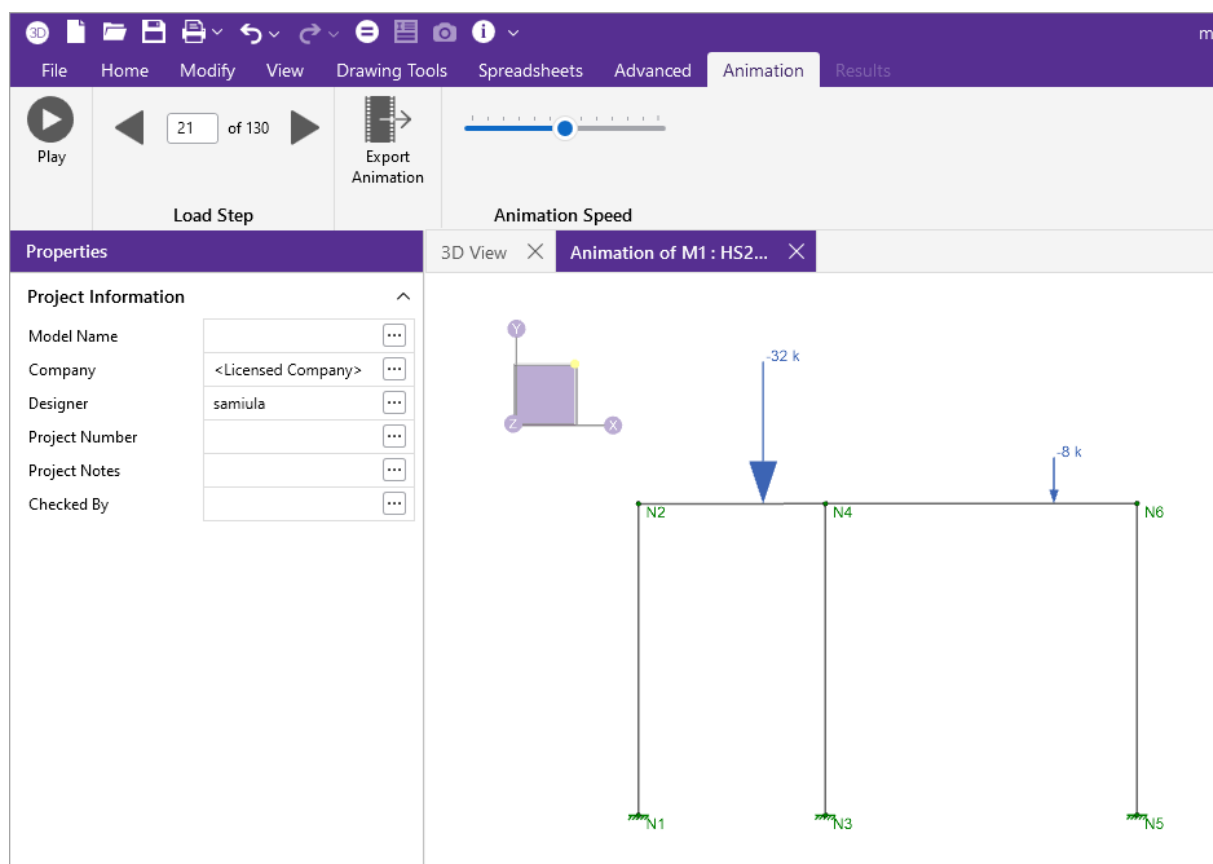 3D
m
File Home Modify View Drawing Tools Spreadsheets Advanced Animation Results
Play
21 of 130
Export
Animation
Load Step
Animation Speed
Properties
3D View Animation of M1 : HS2...
Project Information
Model Name
Company <Licensed Company>
Designer samiula
Project Number
Project Notes
Checked By
Y
Z
X
-32 k
-8 k
N2 N4 N6
N1 N3 N5